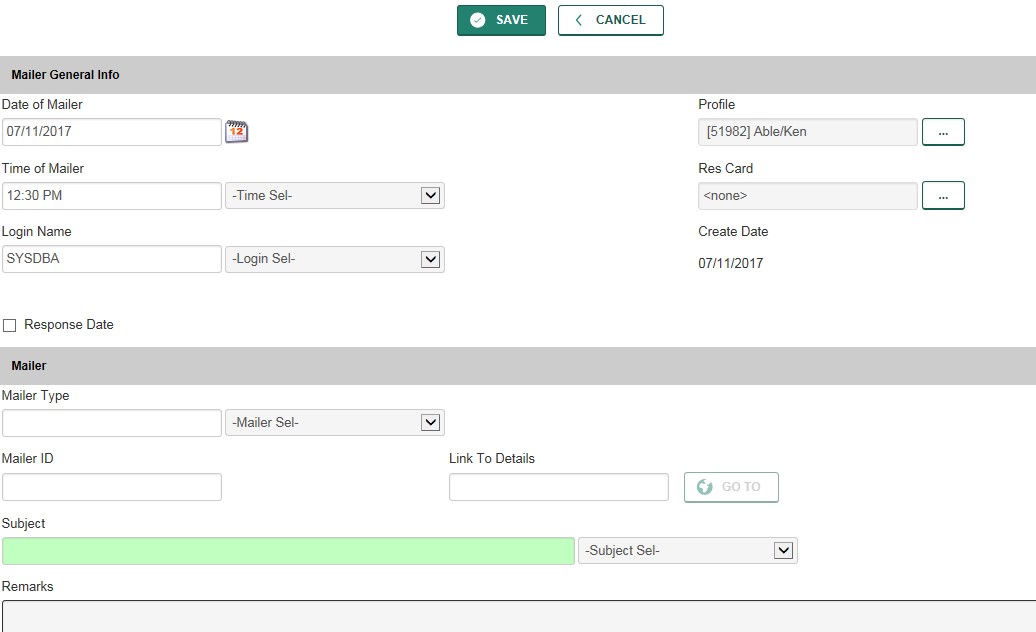 SAVE
CANCEL
Mailer General Info
Date of Mailer
Profile
07/11/2017
12
[51982] Able/Ken
...
Time of Mailer
Res Card
12:30 PM
-Time Sel-
<none>
...
Login Name
Create Date
SYSDBA
-Login Sel-
07/11/2017
Response Date
Mailer
Mailer Type
-Mailer Sel-
Mailer ID
Link To Details
GO TO
Subject
-Subject Sel-
Remarks